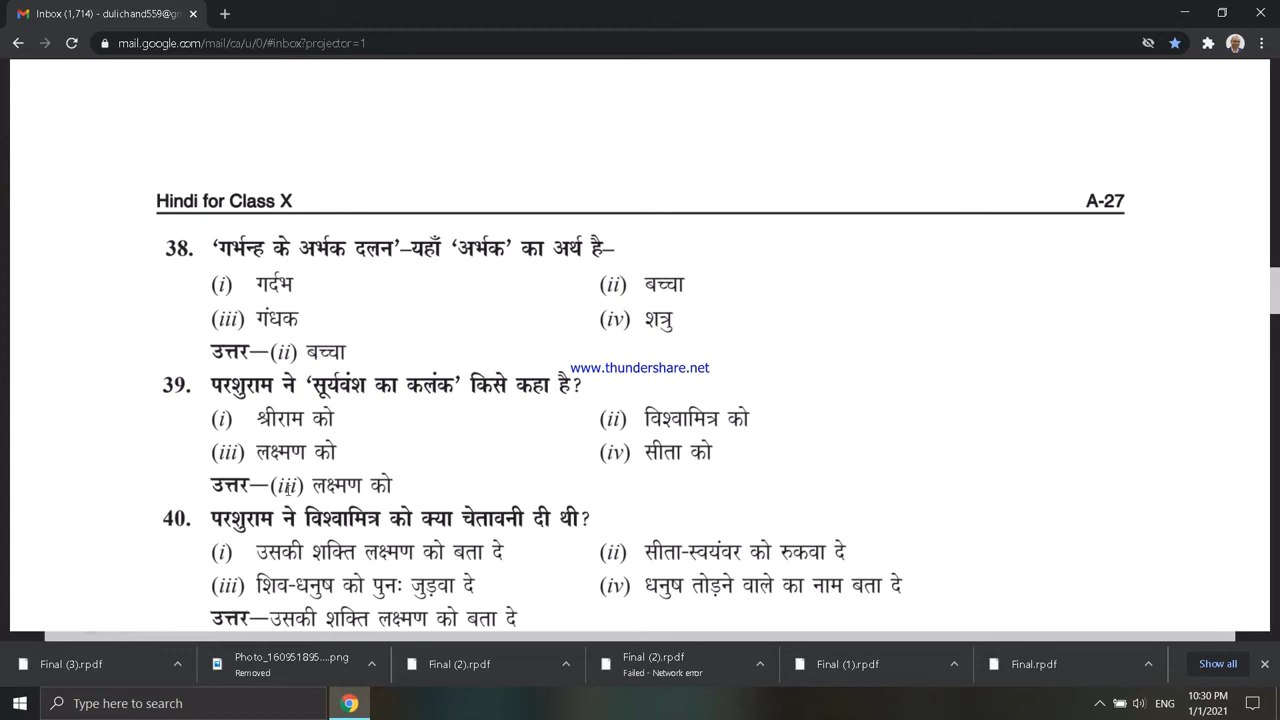 Inbox (1,714) - dulichand559@gm
mail.google.com/mail/ca/u/0/#inbox?projector=1
Hindi for Class X A-27
38. ‘गर्भन्ह के अर्भक दलन’–यहाँ ‘अर्भक’ का अर्थ है–
(i) गर्दभ (ii) बच्चा
(iii) गंधक (iv) शत्रु
उत्तर—(ii) बच्चा
www.thundershare.net
39. परशुराम ने ‘सूर्यवंश का कलंक’ किसे कहा है?
(i) श्रीराम को (ii) विश्वामित्र को
(iii) लक्ष्मण को (iv) सीता को
उत्तर—(iii) लक्ष्मण को
40. परशुराम ने विश्वामित्र को क्या चेतावनी दी थी?
(i) उसकी शक्ति लक्ष्मण को बता दे (ii) सीता-स्वयंवर को रुकवा दे
(iii) शिव-धनुष को पुनः जुड़वा दे (iv) धनुष तोड़ने वाले का नाम बता दे
उत्तर—उसकी शक्ति लक्ष्मण को बता दे
Final (3).rpdf Photo_160951895....png Final (2).rpdf Final (2).rpdf Final (1).rpdf Final.rpdf Show all
Removed Failed - Network error
Type here to search ENG 10:30 PM
1/1/2021